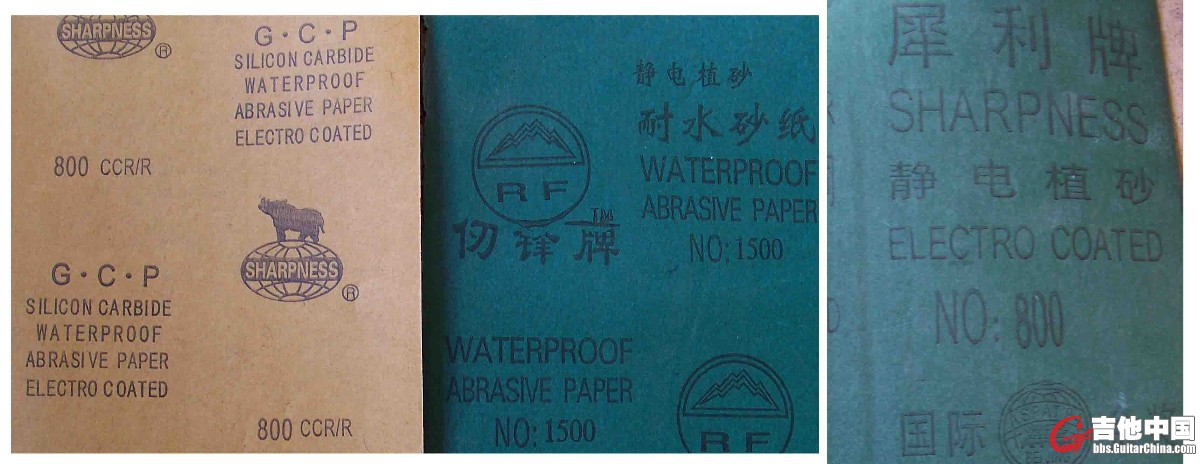 SHARPNESS
®
G·C·P
SILICON CARBIDE
WATERPROOF
ABRASIVE PAPER
ELECTRO COATED
800 CCR/R
SHARPNESS
®
G·C·P
SILICON CARBIDE
WATERPROOF
ABRASIVE PAPER
ELECTRO COATED
800 CCR/R
静电植砂
耐水砂纸
WATERPROOF
ABRASIVE PAPER
NO: 1500
RF
TM
仞锋牌
WATERPROOF
ABRASIVE PAPER
NO: 1500
RF
犀利牌
SHARPNESS
静电植砂
ELECTRO COATED
NO: 800
国际
吉他中国
bbs.GuitarChina.com